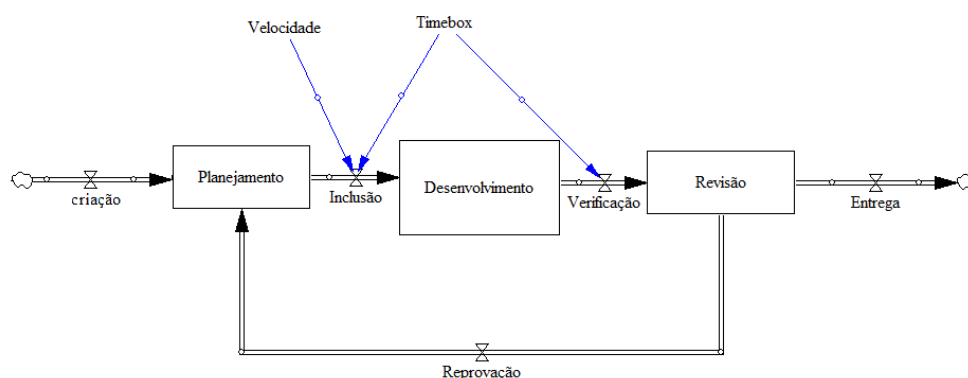 Velocidade
Timebox
Planejamento
Desenvolvimento
Revisão
criação
Inclusão
Verificação
Entrega
Reprovação